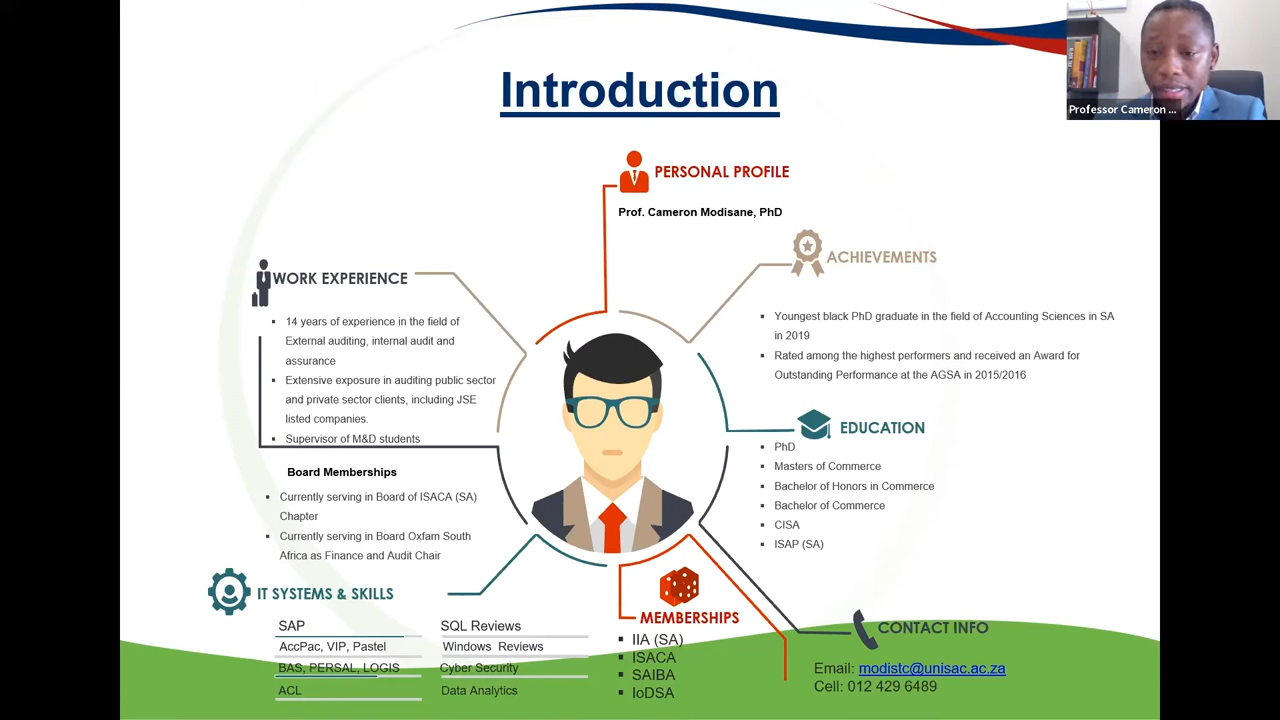 Introduction
Professor Cameron ...
PERSONAL PROFILE
Prof. Cameron Modisane, PhD
ACHIEVEMENTS
Youngest black PhD graduate in the field of Accounting Sciences in SA
in 2019
Rated among the highest performers and received an Award for
Outstanding Performance at the AGSA in 2015/2016
WORK EXPERIENCE
14 years of experience in the field of
External auditing, internal audit and
assurance
Extensive exposure in auditing public sector
and private sector clients, including JSE
listed companies.
Supervisor of M&D students
Board Memberships
Currently serving in Board of ISACA (SA)
Chapter
Currently serving in Board Oxfam South
Africa as Finance and Audit Chair
EDUCATION
PhD
Masters of Commerce
Bachelor of Honors in Commerce
Bachelor of Commerce
CISA
ISAP (SA)
IT SYSTEMS & SKILLS
SAP
AccPac, VIP, Pastel
BAS, PERSAL, LOGIS
ACL
SQL Reviews
Windows Reviews
Cyber Security
Data Analytics
MEMBERSHIPS
IIA (SA)
ISACA
SAIBA
IoDSA
CONTACT INFO
Email: modistc@unisac.ac.za
Cell: 012 429 6489